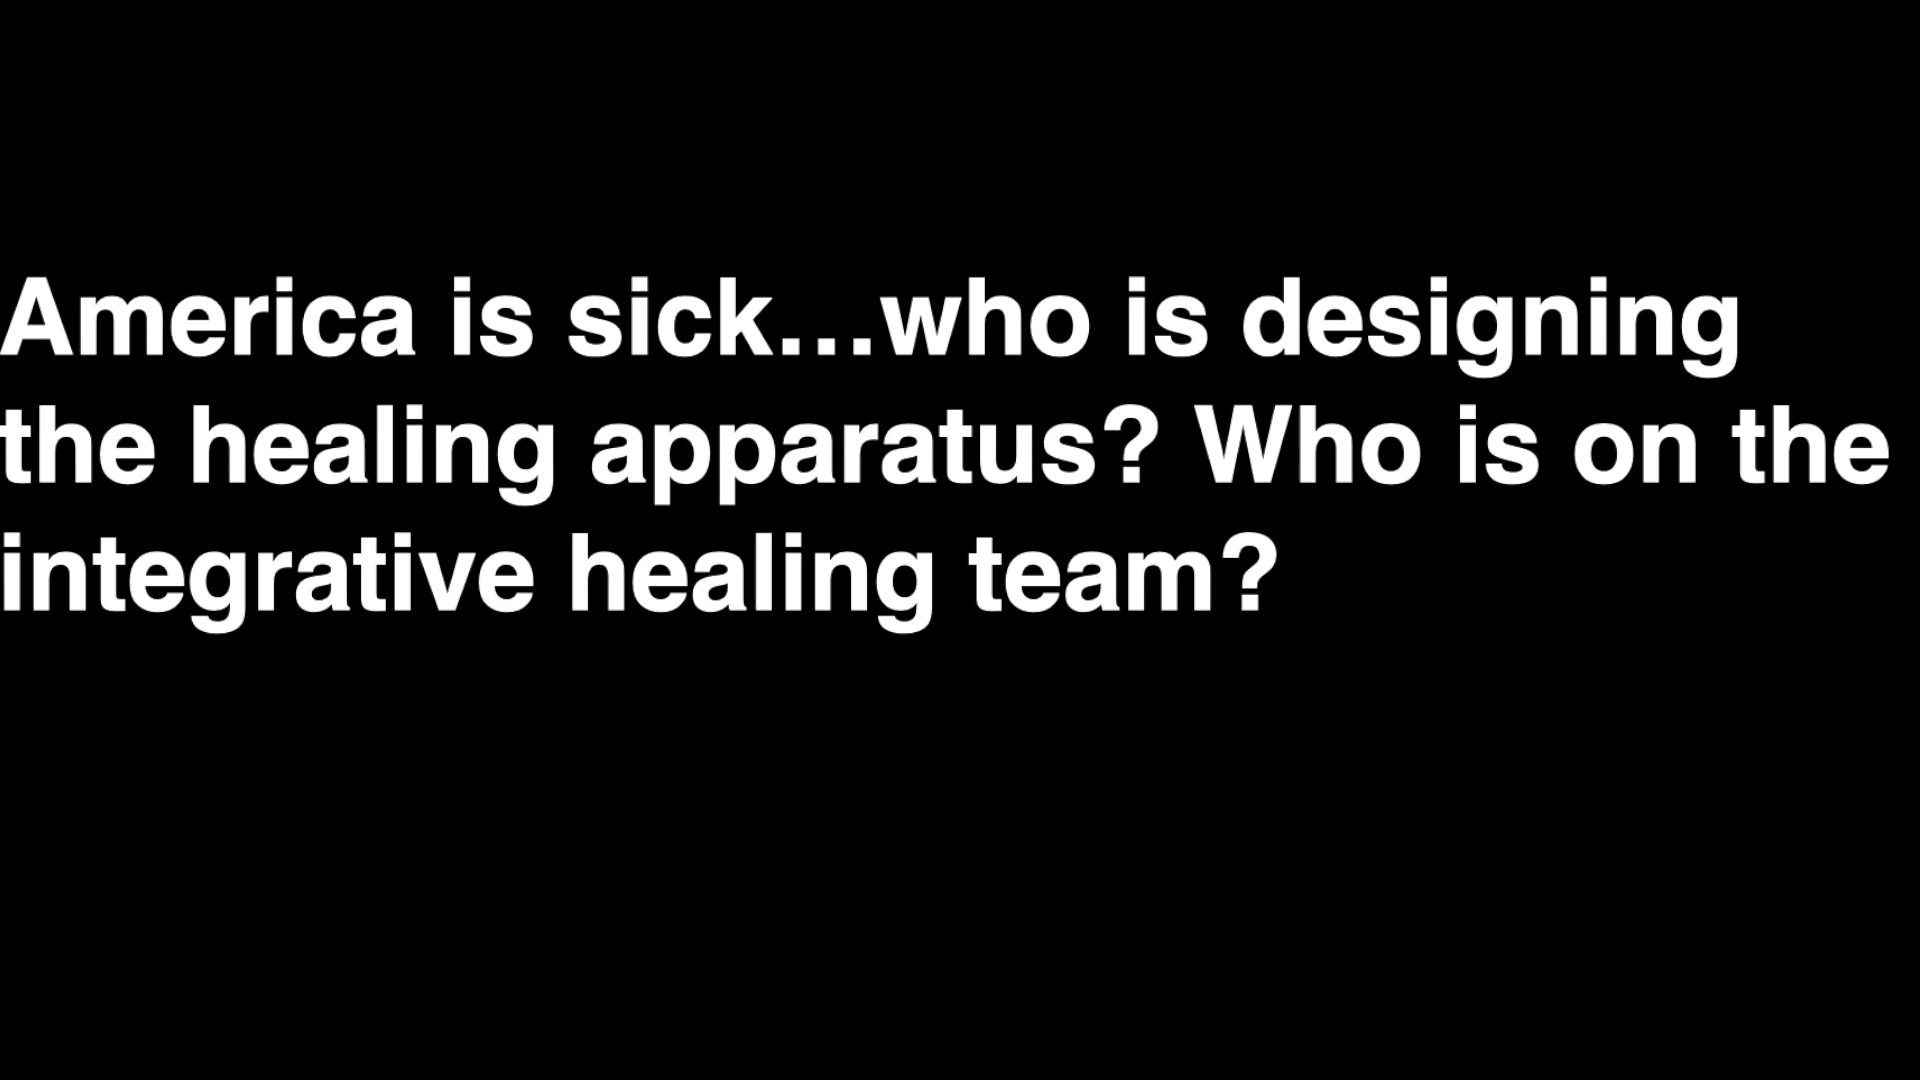 America is sick...who is designing
the healing apparatus? Who is on the
integrative healing team?